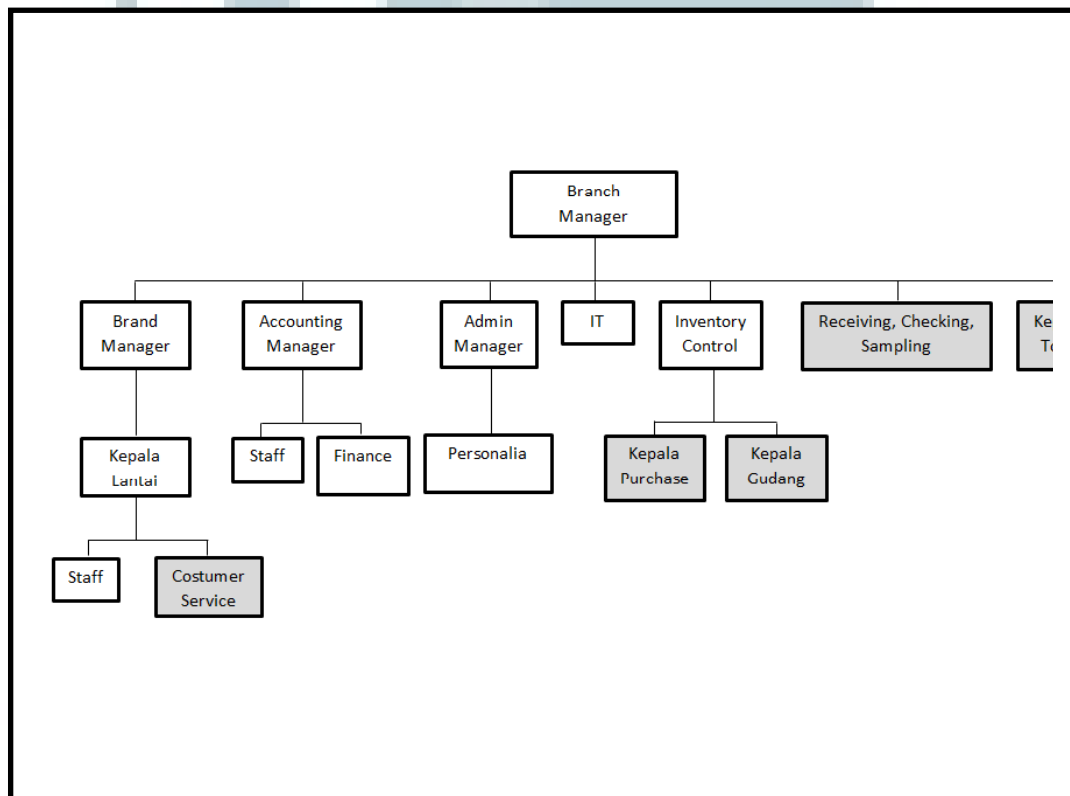 Branch
Manager
Brand
Manager
Accounting
Manager
Admin
Manager
IT
Inventory
Control
Receiving, Checking,
Sampling
Kepala
Lantai
Staff
Finance
Personalia
Kepala
Purchase
Kepala
Gudang
Staff
Costumer
Service